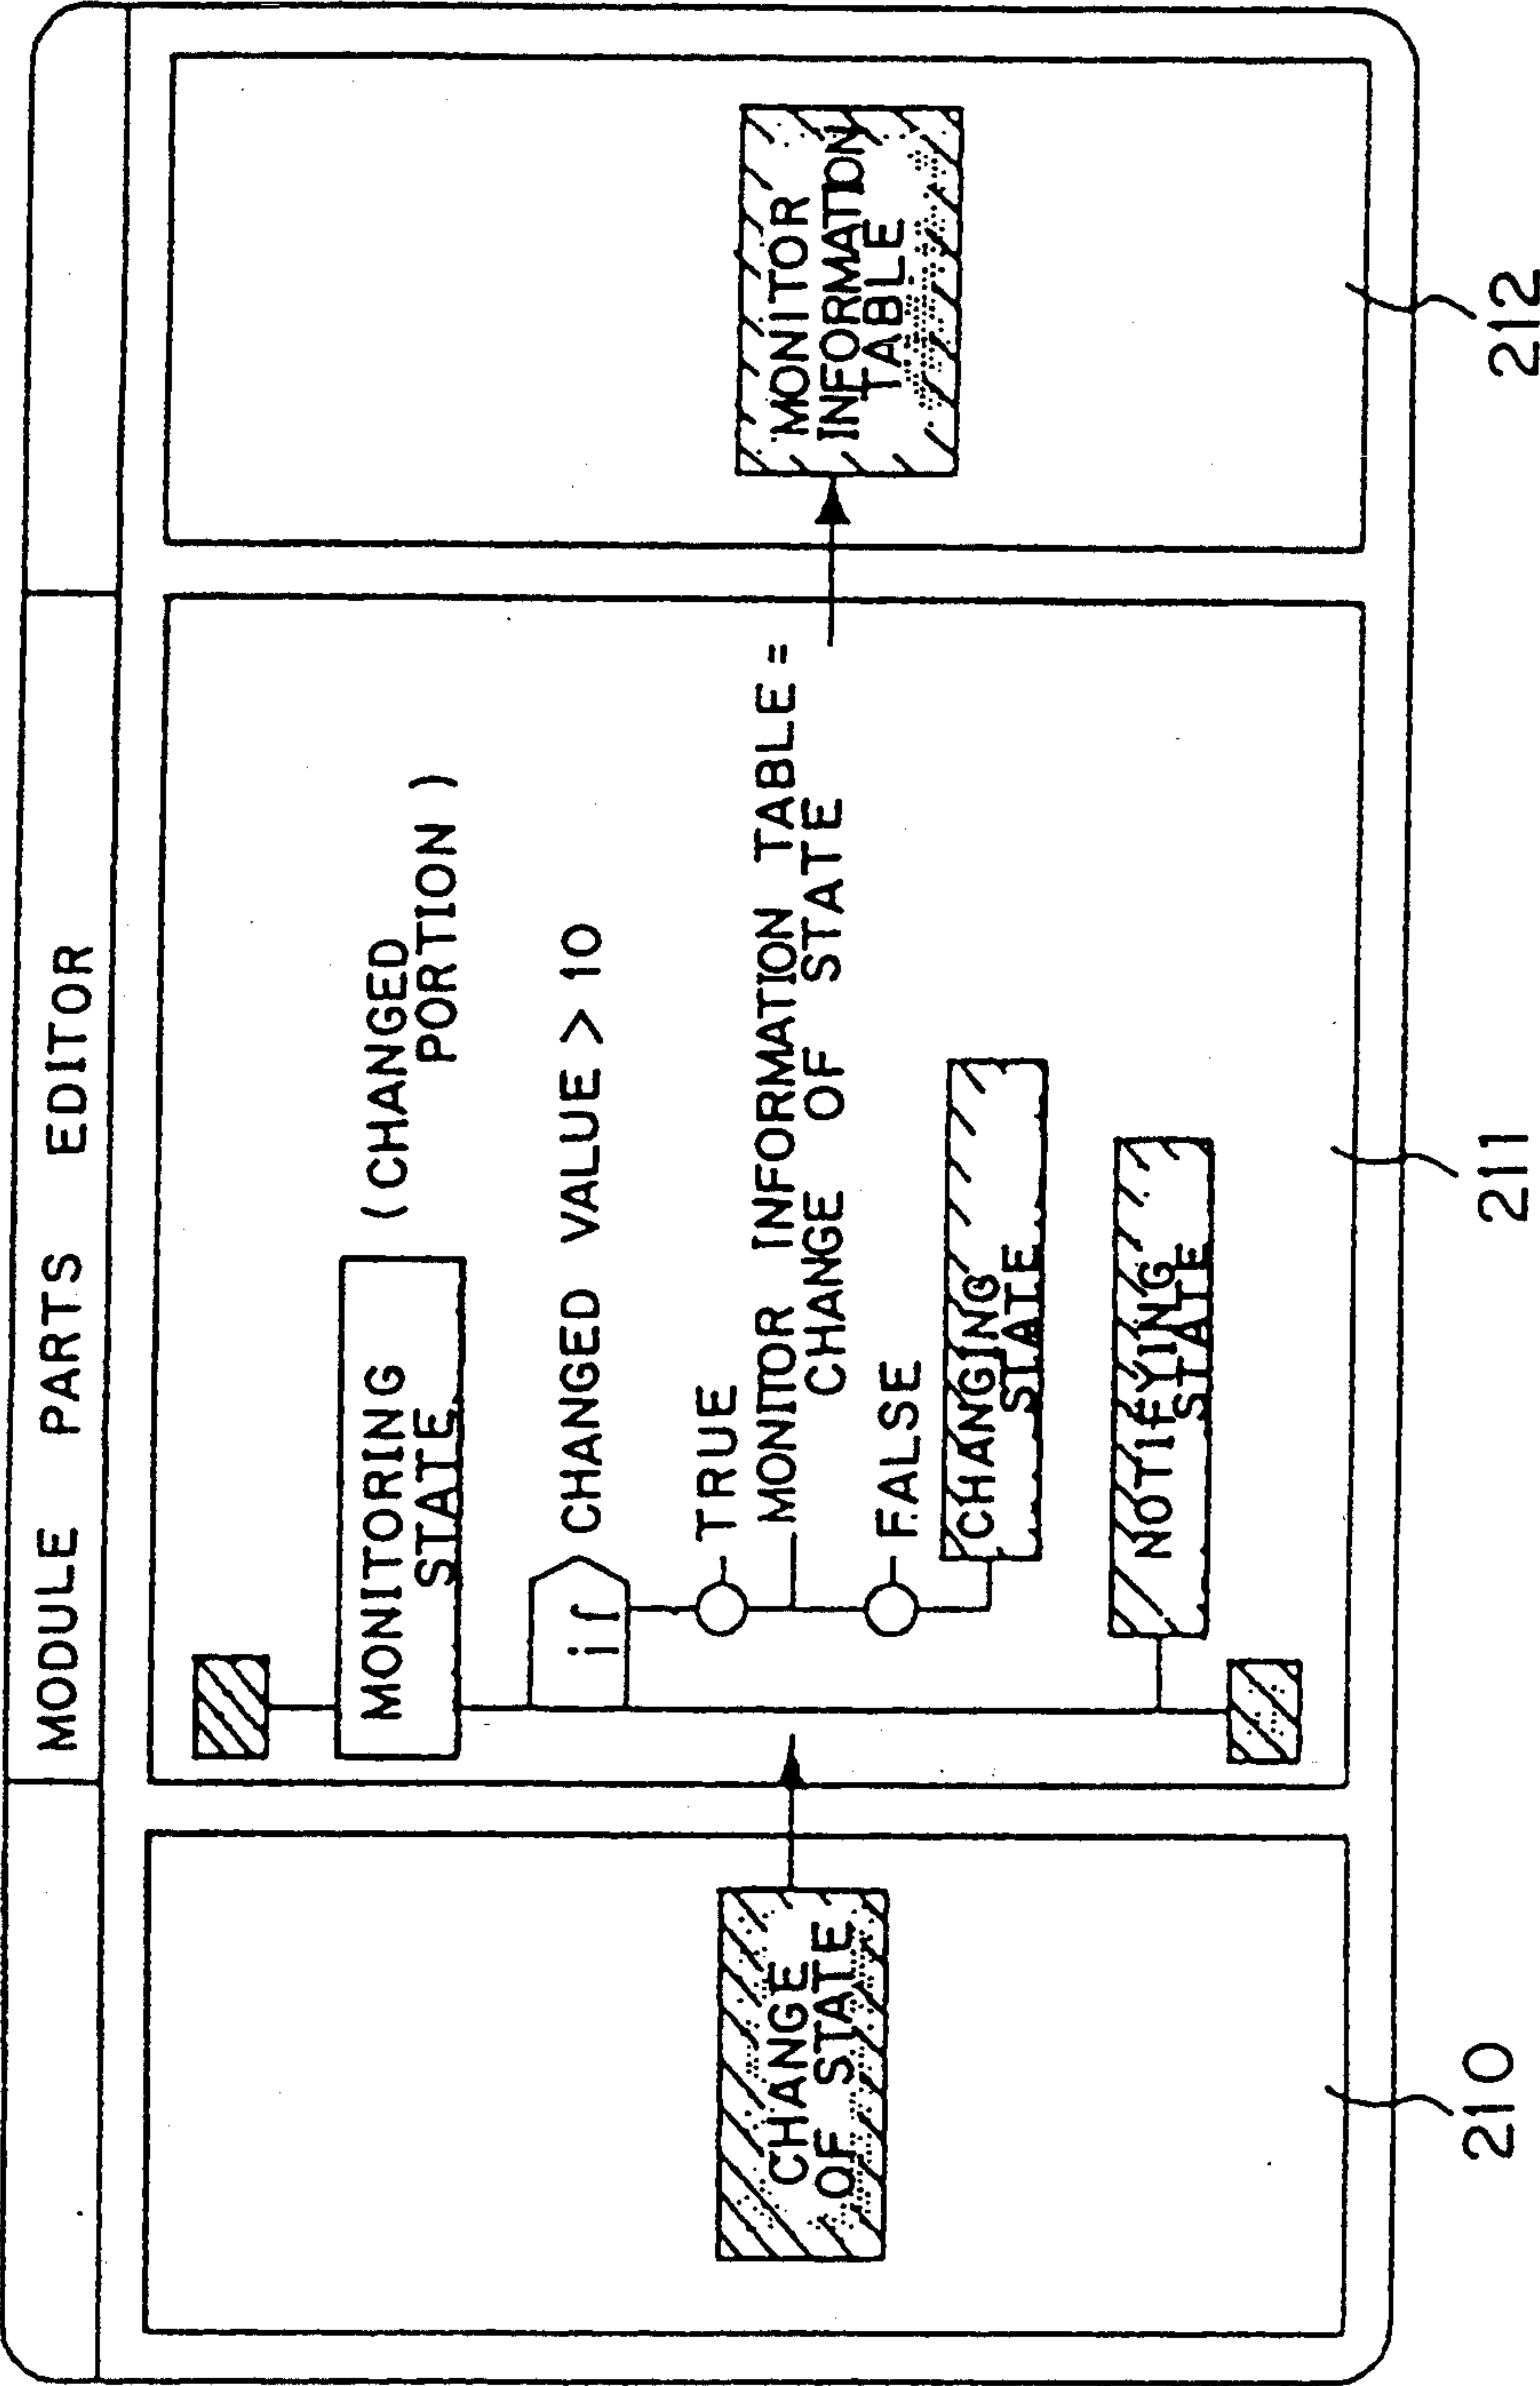 MODULE PARTS EDITOR
CHANGE
OF STATE
MONITORING
STATE
(CHANGED
PORTION)
if
CHANGED VALUE > 10
TRUE
MONITOR INFORMATION TABLE =
CHANGE OF STATE
FALSE
CHANGING
STATE
NOTIFYING
STATE
MONITOR
INFORMATION
TABLE
210
211
212